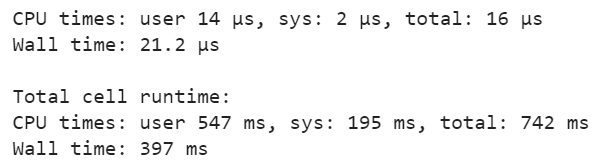 CPU times: user 14 µs, sys: 2 µs, total: 16 µs
Wall time: 21.2 µs
Total cell runtime:
CPU times: user 547 ms, sys: 195 ms, total: 742 ms
Wall time: 397 ms